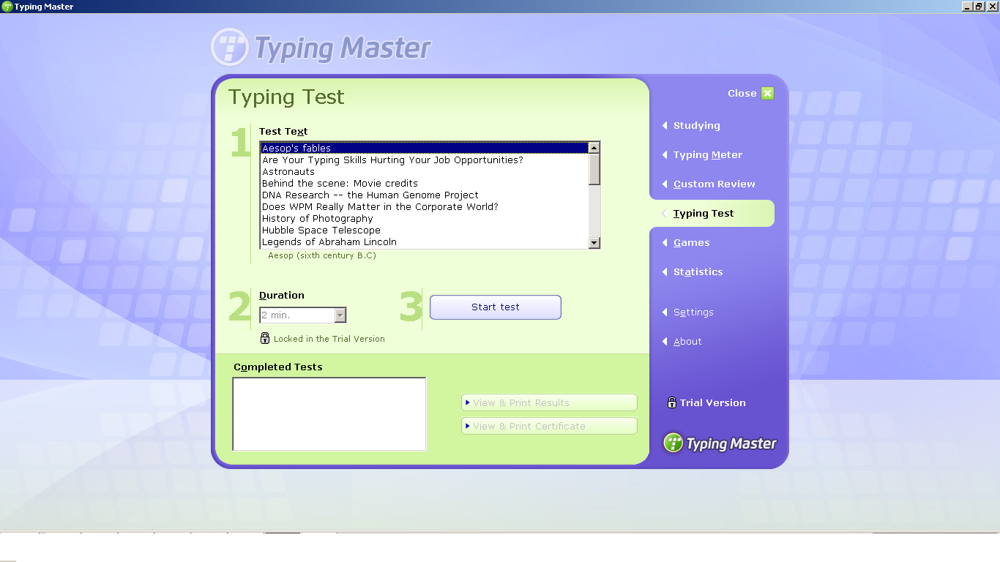 Typing Master
Typing Master
Typing Test
Close
1
Test Text
Aesop's fables
Are Your Typing Skills Hurting Your Job Opportunities?
Astronauts
Behind the scene: Movie credits
DNA Research -- the Human Genome Project
Does WPM Really Matter in the Corporate World?
History of Photography
Hubble Space Telescope
Legends of Abraham Lincoln
Aesop (sixth century B.C)
2
Duration
2 min.
Locked in the Trial Version
3
Start test
Completed Tests
View & Print Results
View & Print Certificate
Studying
Typing Meter
Custom Review
Typing Test
Games
Statistics
Settings
About
Trial Version
Typing Master